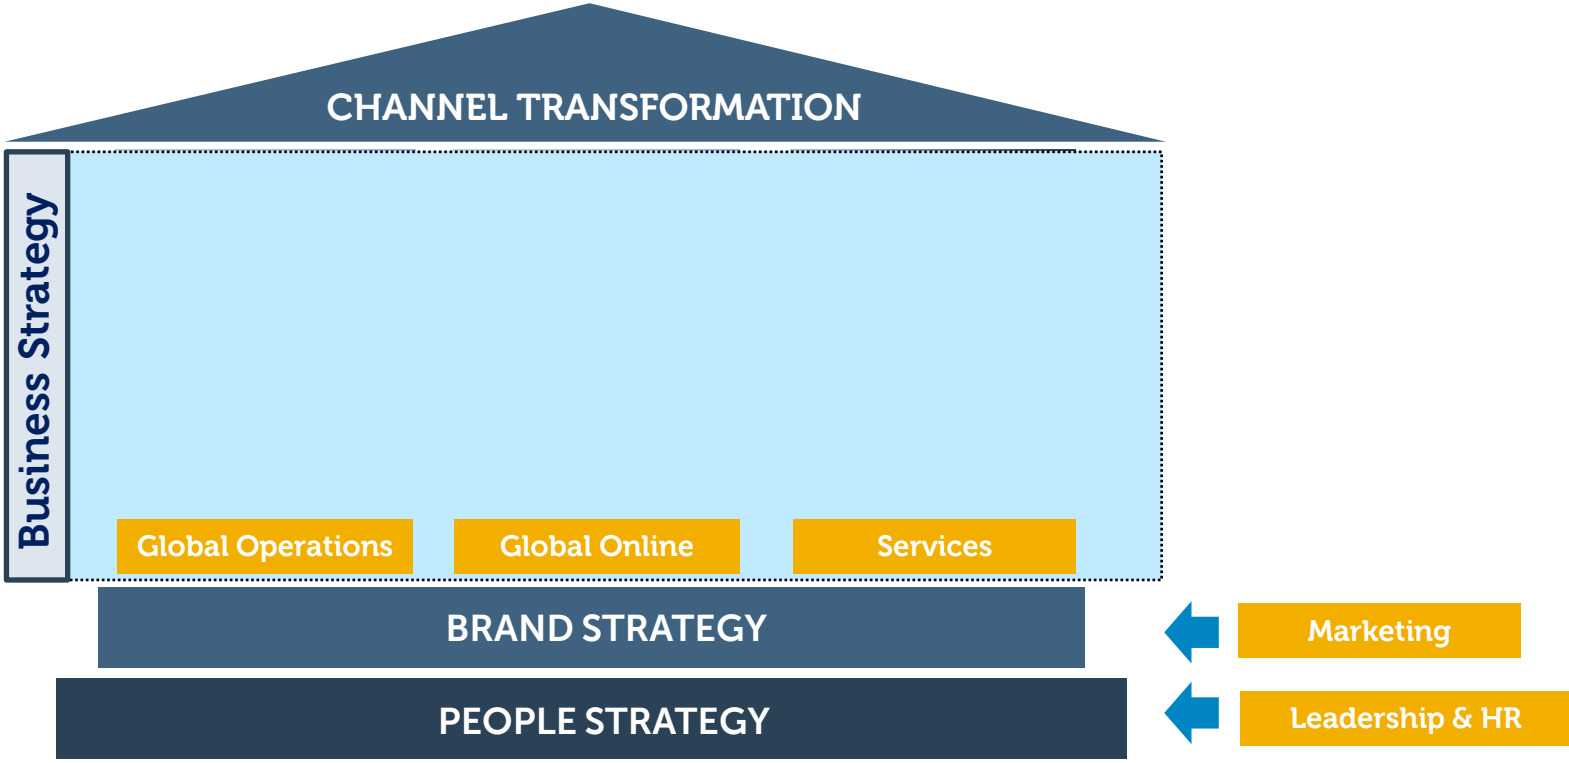 CHANNEL TRANSFORMATION
Business Strategy
Global Operations
Global Online
Services
BRAND STRATEGY
Marketing
PEOPLE STRATEGY
Leadership & HR